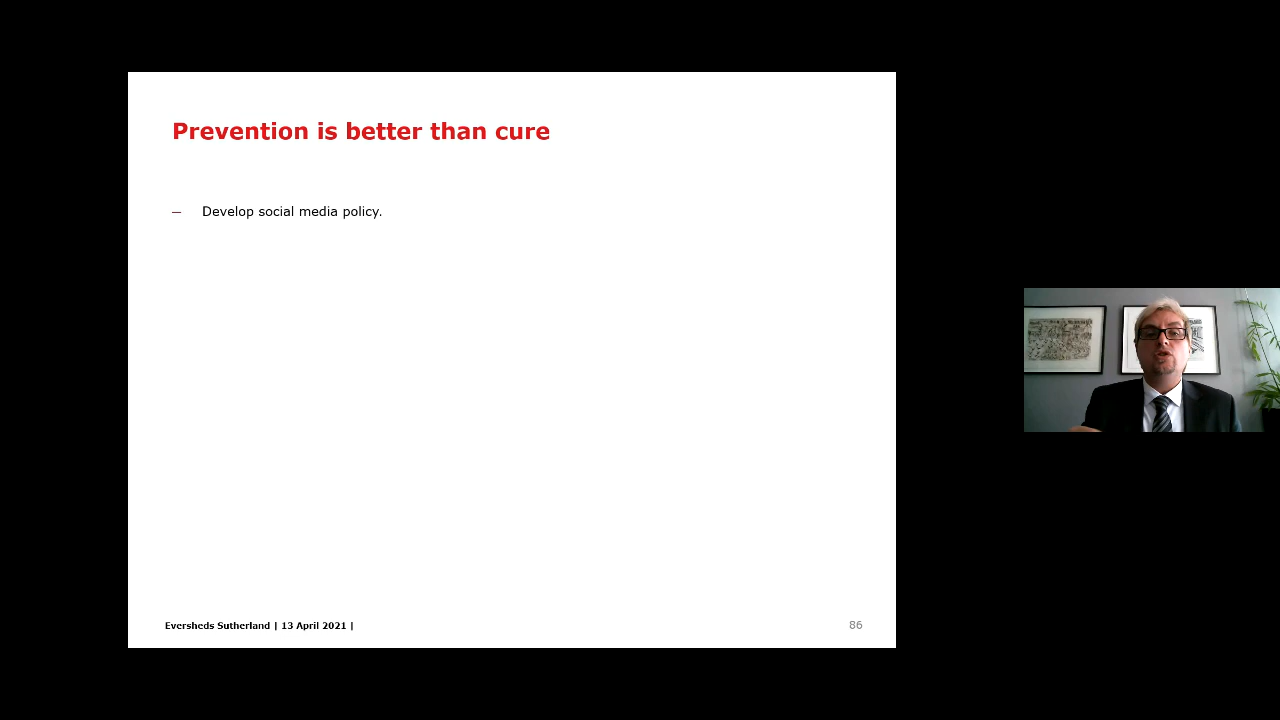 Prevention is better than cure
– Develop social media policy.
Eversheds Sutherland | 13 April 2021 |
86